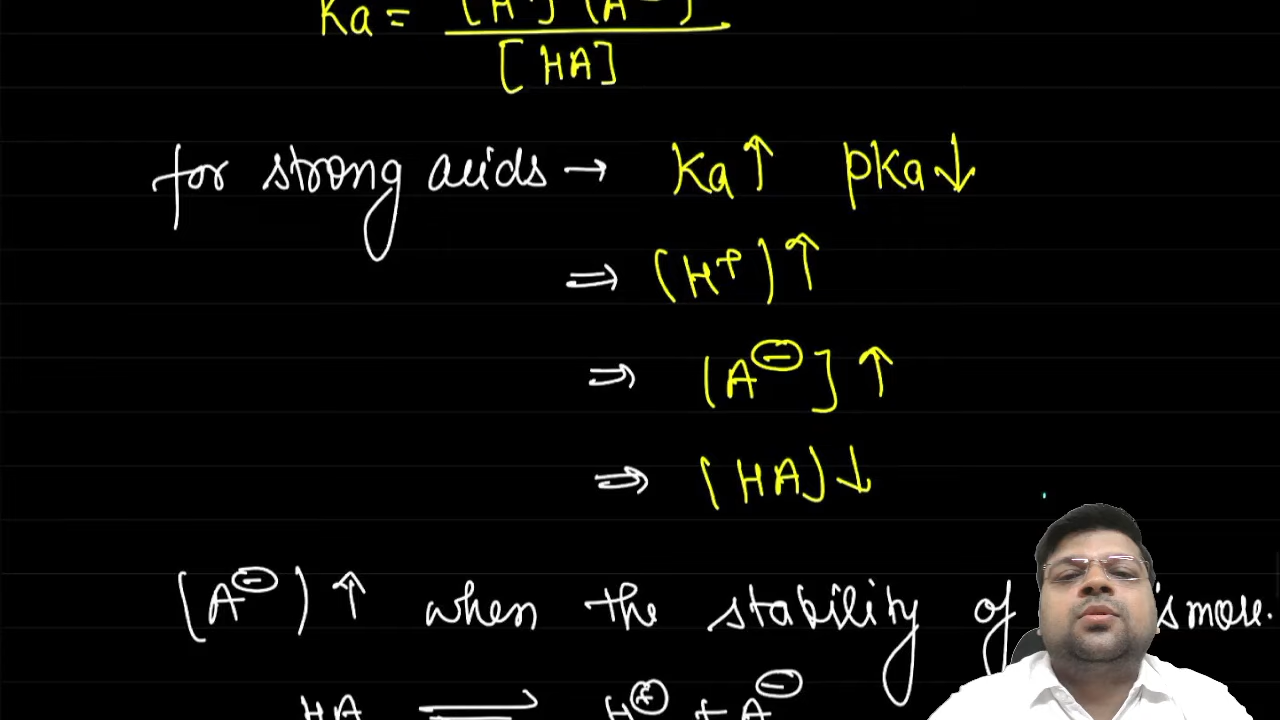 Ka = [H+] (A⊖)
[HA]
for strong acids → Ka↑ pKa↓
⇒ (H+)↑
⇒ [A⊖]↑
⇒ [HA)↓
(A⊖)↑ when the stability of is more.
HA ⇌ H⊕ + A⊖